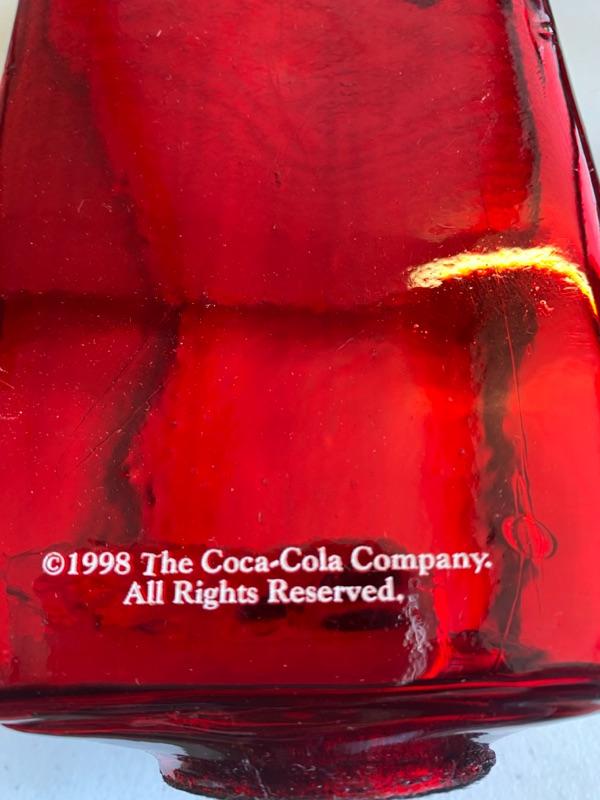 ©1998 The Coca-Cola Company.
All Rights Reserved.